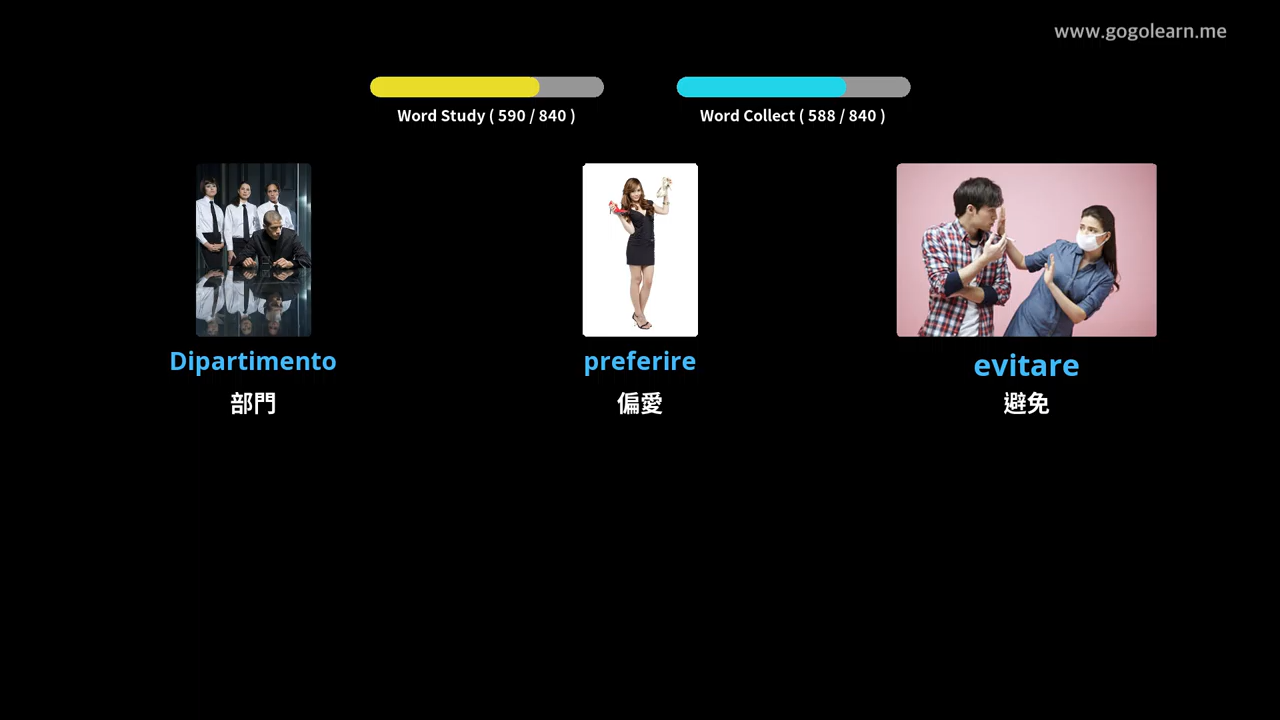 www.gogolearn.me
Word Study ( 590 / 840 )
Word Collect ( 588 / 840 )
Dipartimento
部門
preferire
偏愛
evitare
避免